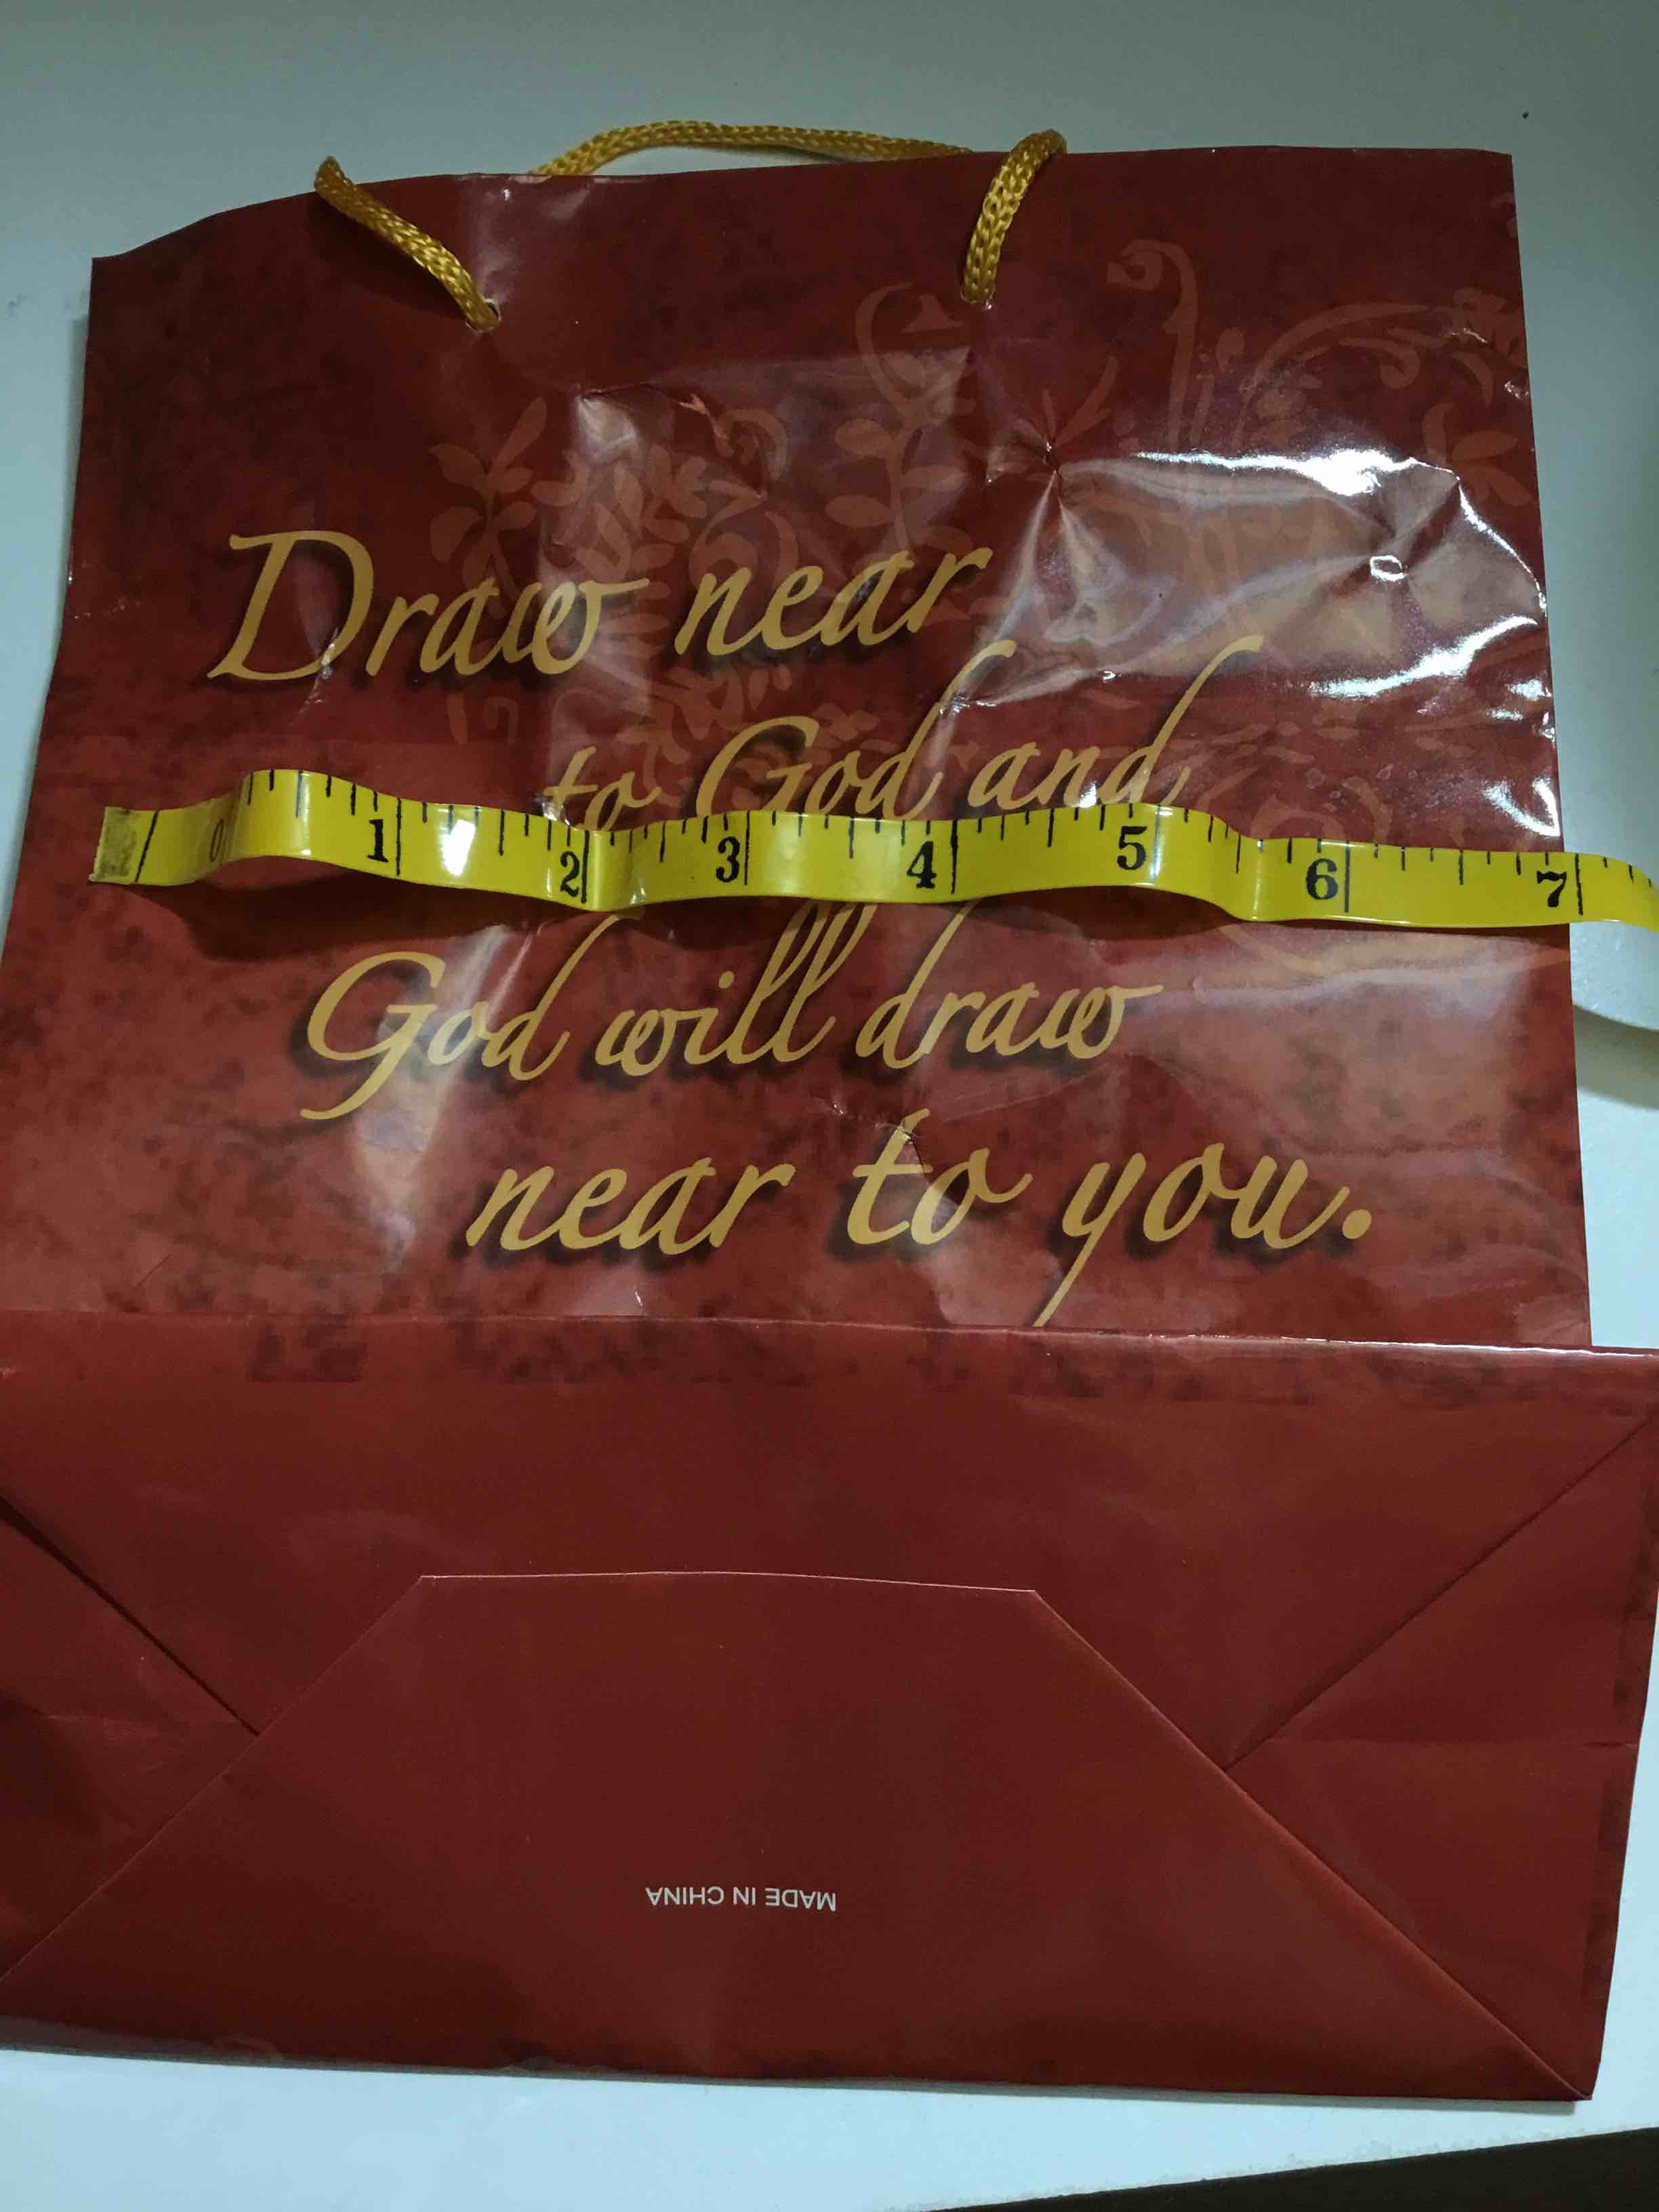 Draw near
to God and
0 1 2 3 4 5 6 7
God will draw
near to you.
MADE IN CHINA